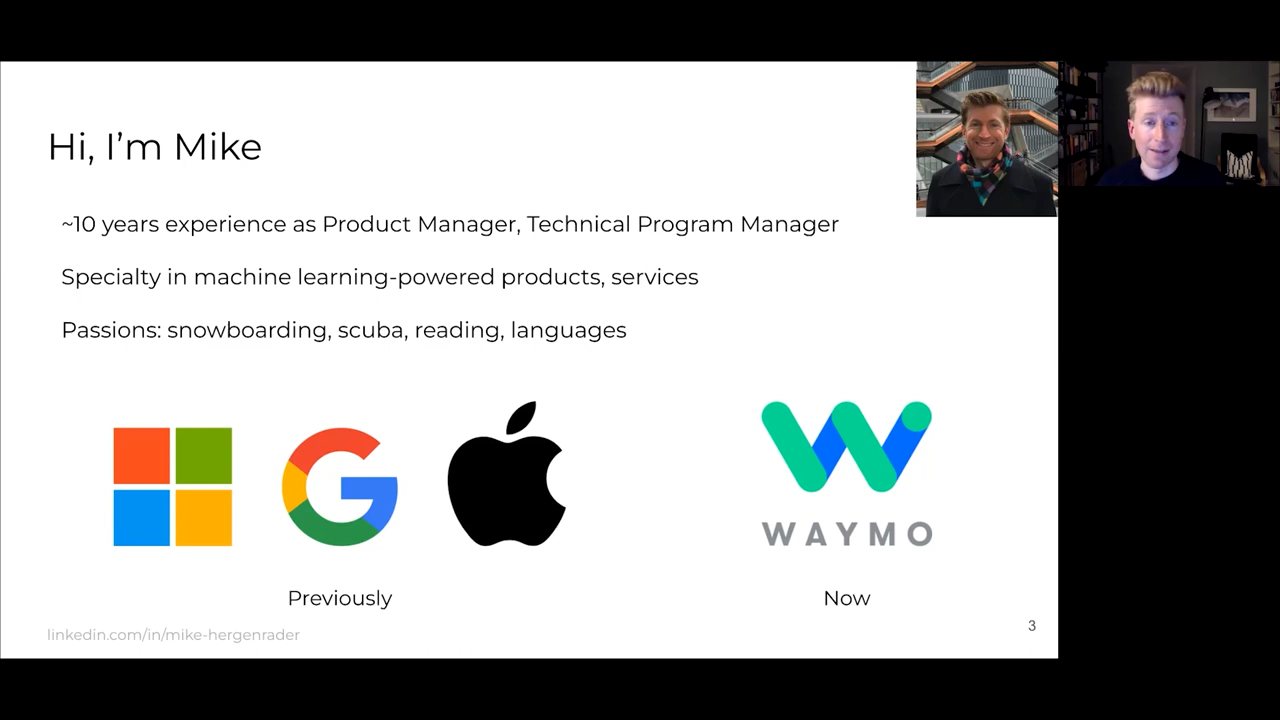 Hi, I'm Mike
~10 years experience as Product Manager, Technical Program Manager
Specialty in machine learning-powered products, services
Passions: snowboarding, scuba, reading, languages
WAYMO
Previously
Now
linkedin.com/in/mike-hergenrader
3